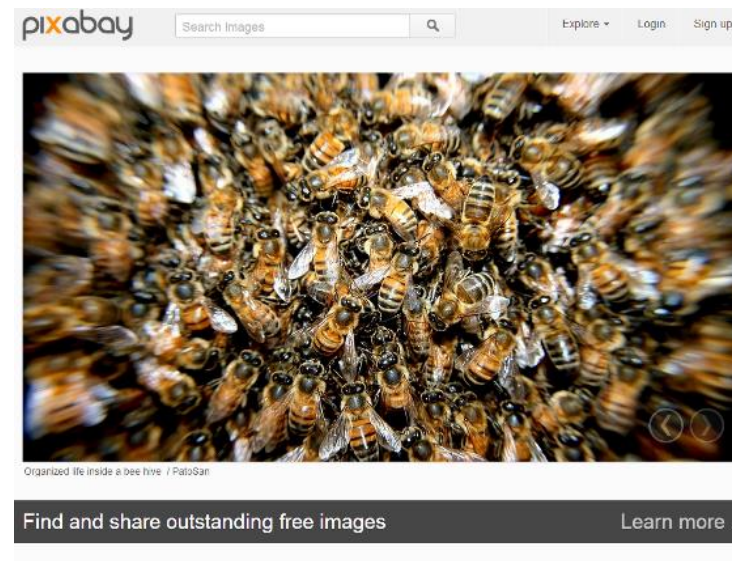 pixabay Search Images Explore Login Sign up
Organized life inside a bee hive / PatoSan
Find and share outstanding free images Learn more